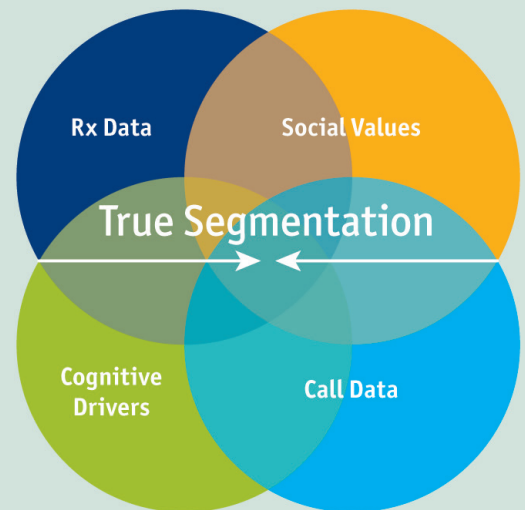 Rx Data
Social Values
True Segmentation
Cognitive
Drivers
Call Data